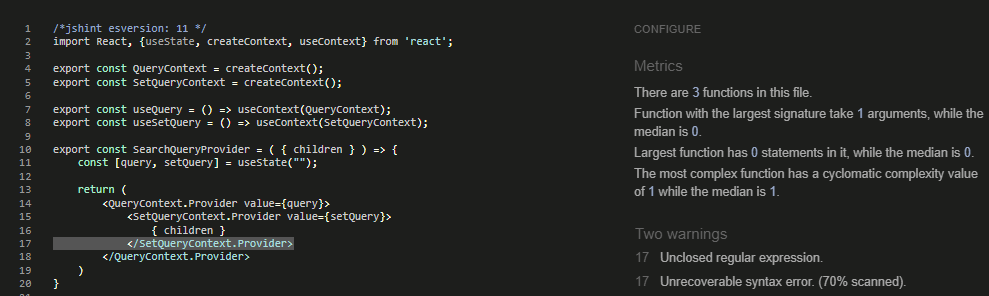 1 /*jshint esversion: 11 */
2 import React, {useState, createContext, useContext} from 'react';
3
4 export const QueryContext = createContext();
5 export const SetQueryContext = createContext();
6
7 export const useQuery = () => useContext(QueryContext);
8 export const useSetQuery = () => useContext(SetQueryContext);
9
10 export const SearchQueryProvider = ( { children } ) => {
11     const [query, setQuery] = useState("");
12
13     return (
14         <QueryContext.Provider value={query}>
15             <SetQueryContext.Provider value={setQuery}>
16                 { children }
17             </SetQueryContext.Provider>
18         </QueryContext.Provider>
19     )
20 }
CONFIGURE
Metrics
There are 3 functions in this file.
Function with the largest signature take 1 arguments, while the
median is 0.
Largest function has 0 statements in it, while the median is 0.
The most complex function has a cyclomatic complexity value
of 1 while the median is 1.
Two warnings
17 Unclosed regular expression.
17 Unrecoverable syntax error. (70% scanned).